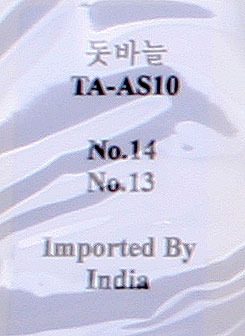 돗바늘
TA-AS10
No.14
No.13
Imported By
India